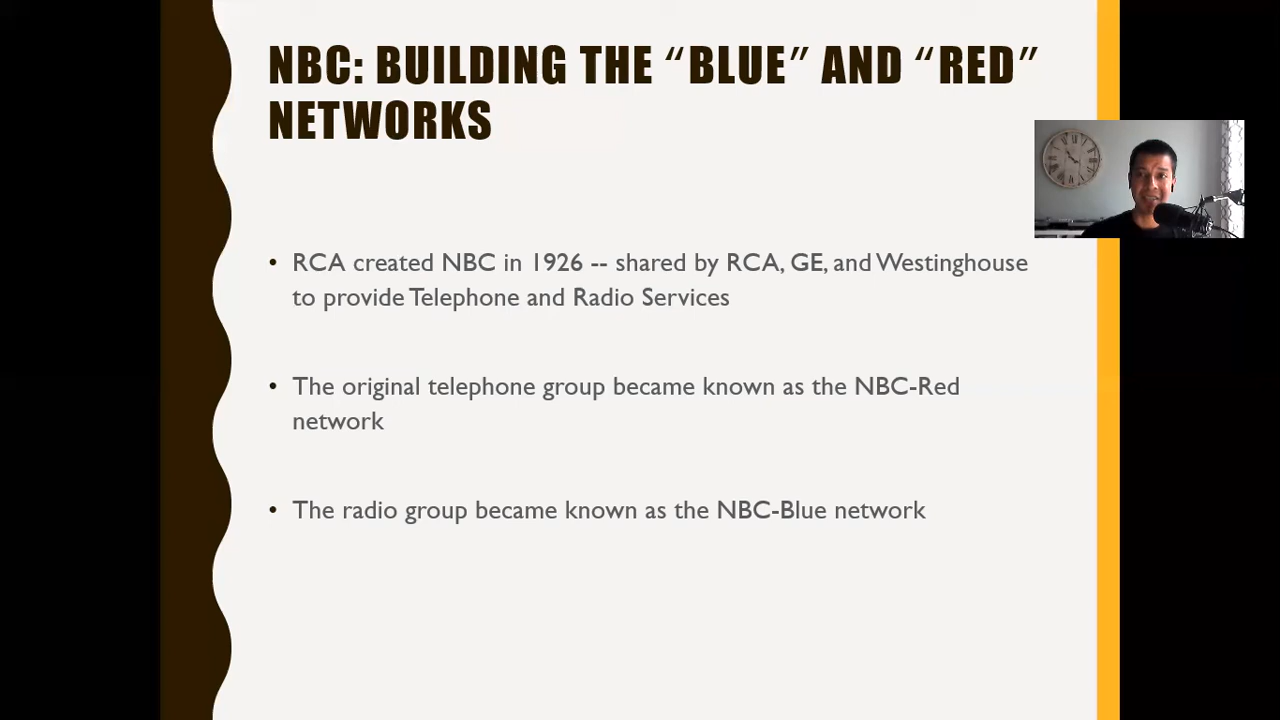 NBC: BUILDING THE “BLUE” AND “RED”
NETWORKS
• RCA created NBC in 1926 -- shared by RCA, GE, and Westinghouse
to provide Telephone and Radio Services
• The original telephone group became known as the NBC-Red
network
• The radio group became known as the NBC-Blue network